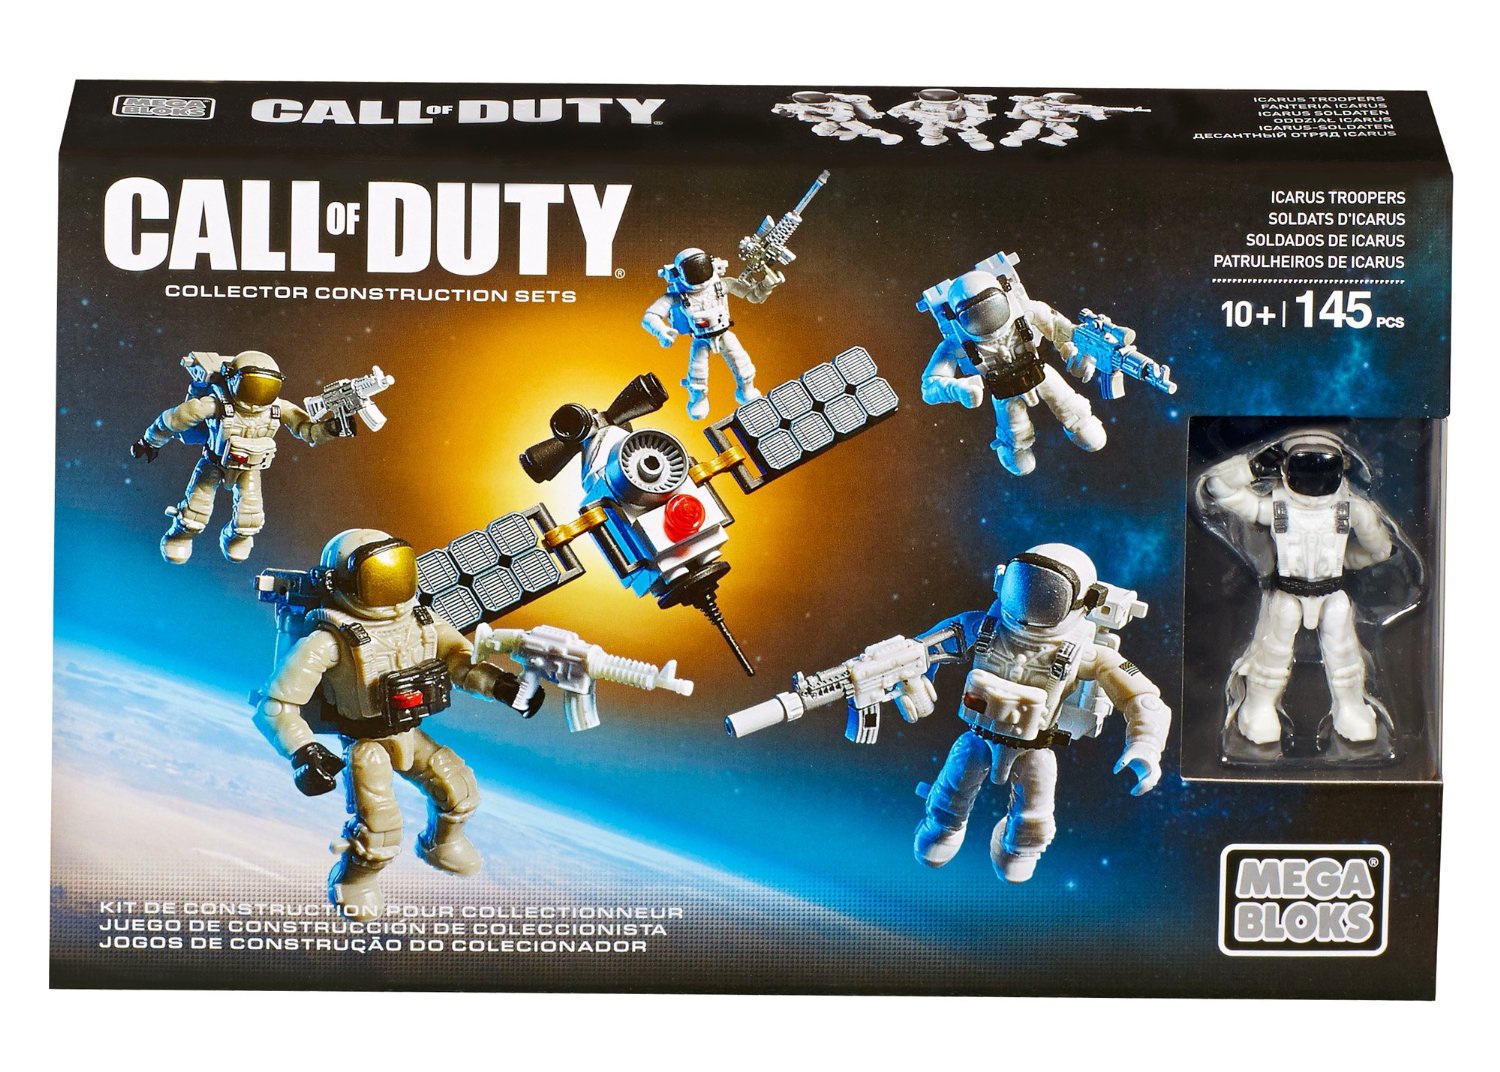 MEGA
BLOKS
CALL OF DUTY®
ICARUS TROOPERS
FANTERIA ICARUS
ICARUS SOLDATEN
ODDZIAŁ ICARUS
ICARUS-SOLDATEN
ДЕСАНТНЫЙ ОТРЯД ICARUS
CALL OF DUTY®
COLLECTOR CONSTRUCTION SETS
ICARUS TROOPERS
SOLDATS D'ICARUS
SOLDADOS DE ICARUS
PATRULHEIROS DE ICARUS
10+ | 145 PCS
KIT DE CONSTRUCTION POUR COLLECTIONNEUR
JUEGO DE CONSTRUCCIÓN DE COLECCIONISTA
JOGOS DE CONSTRUÇÃO DO COLECIONADOR
MEGA®
BLOKS